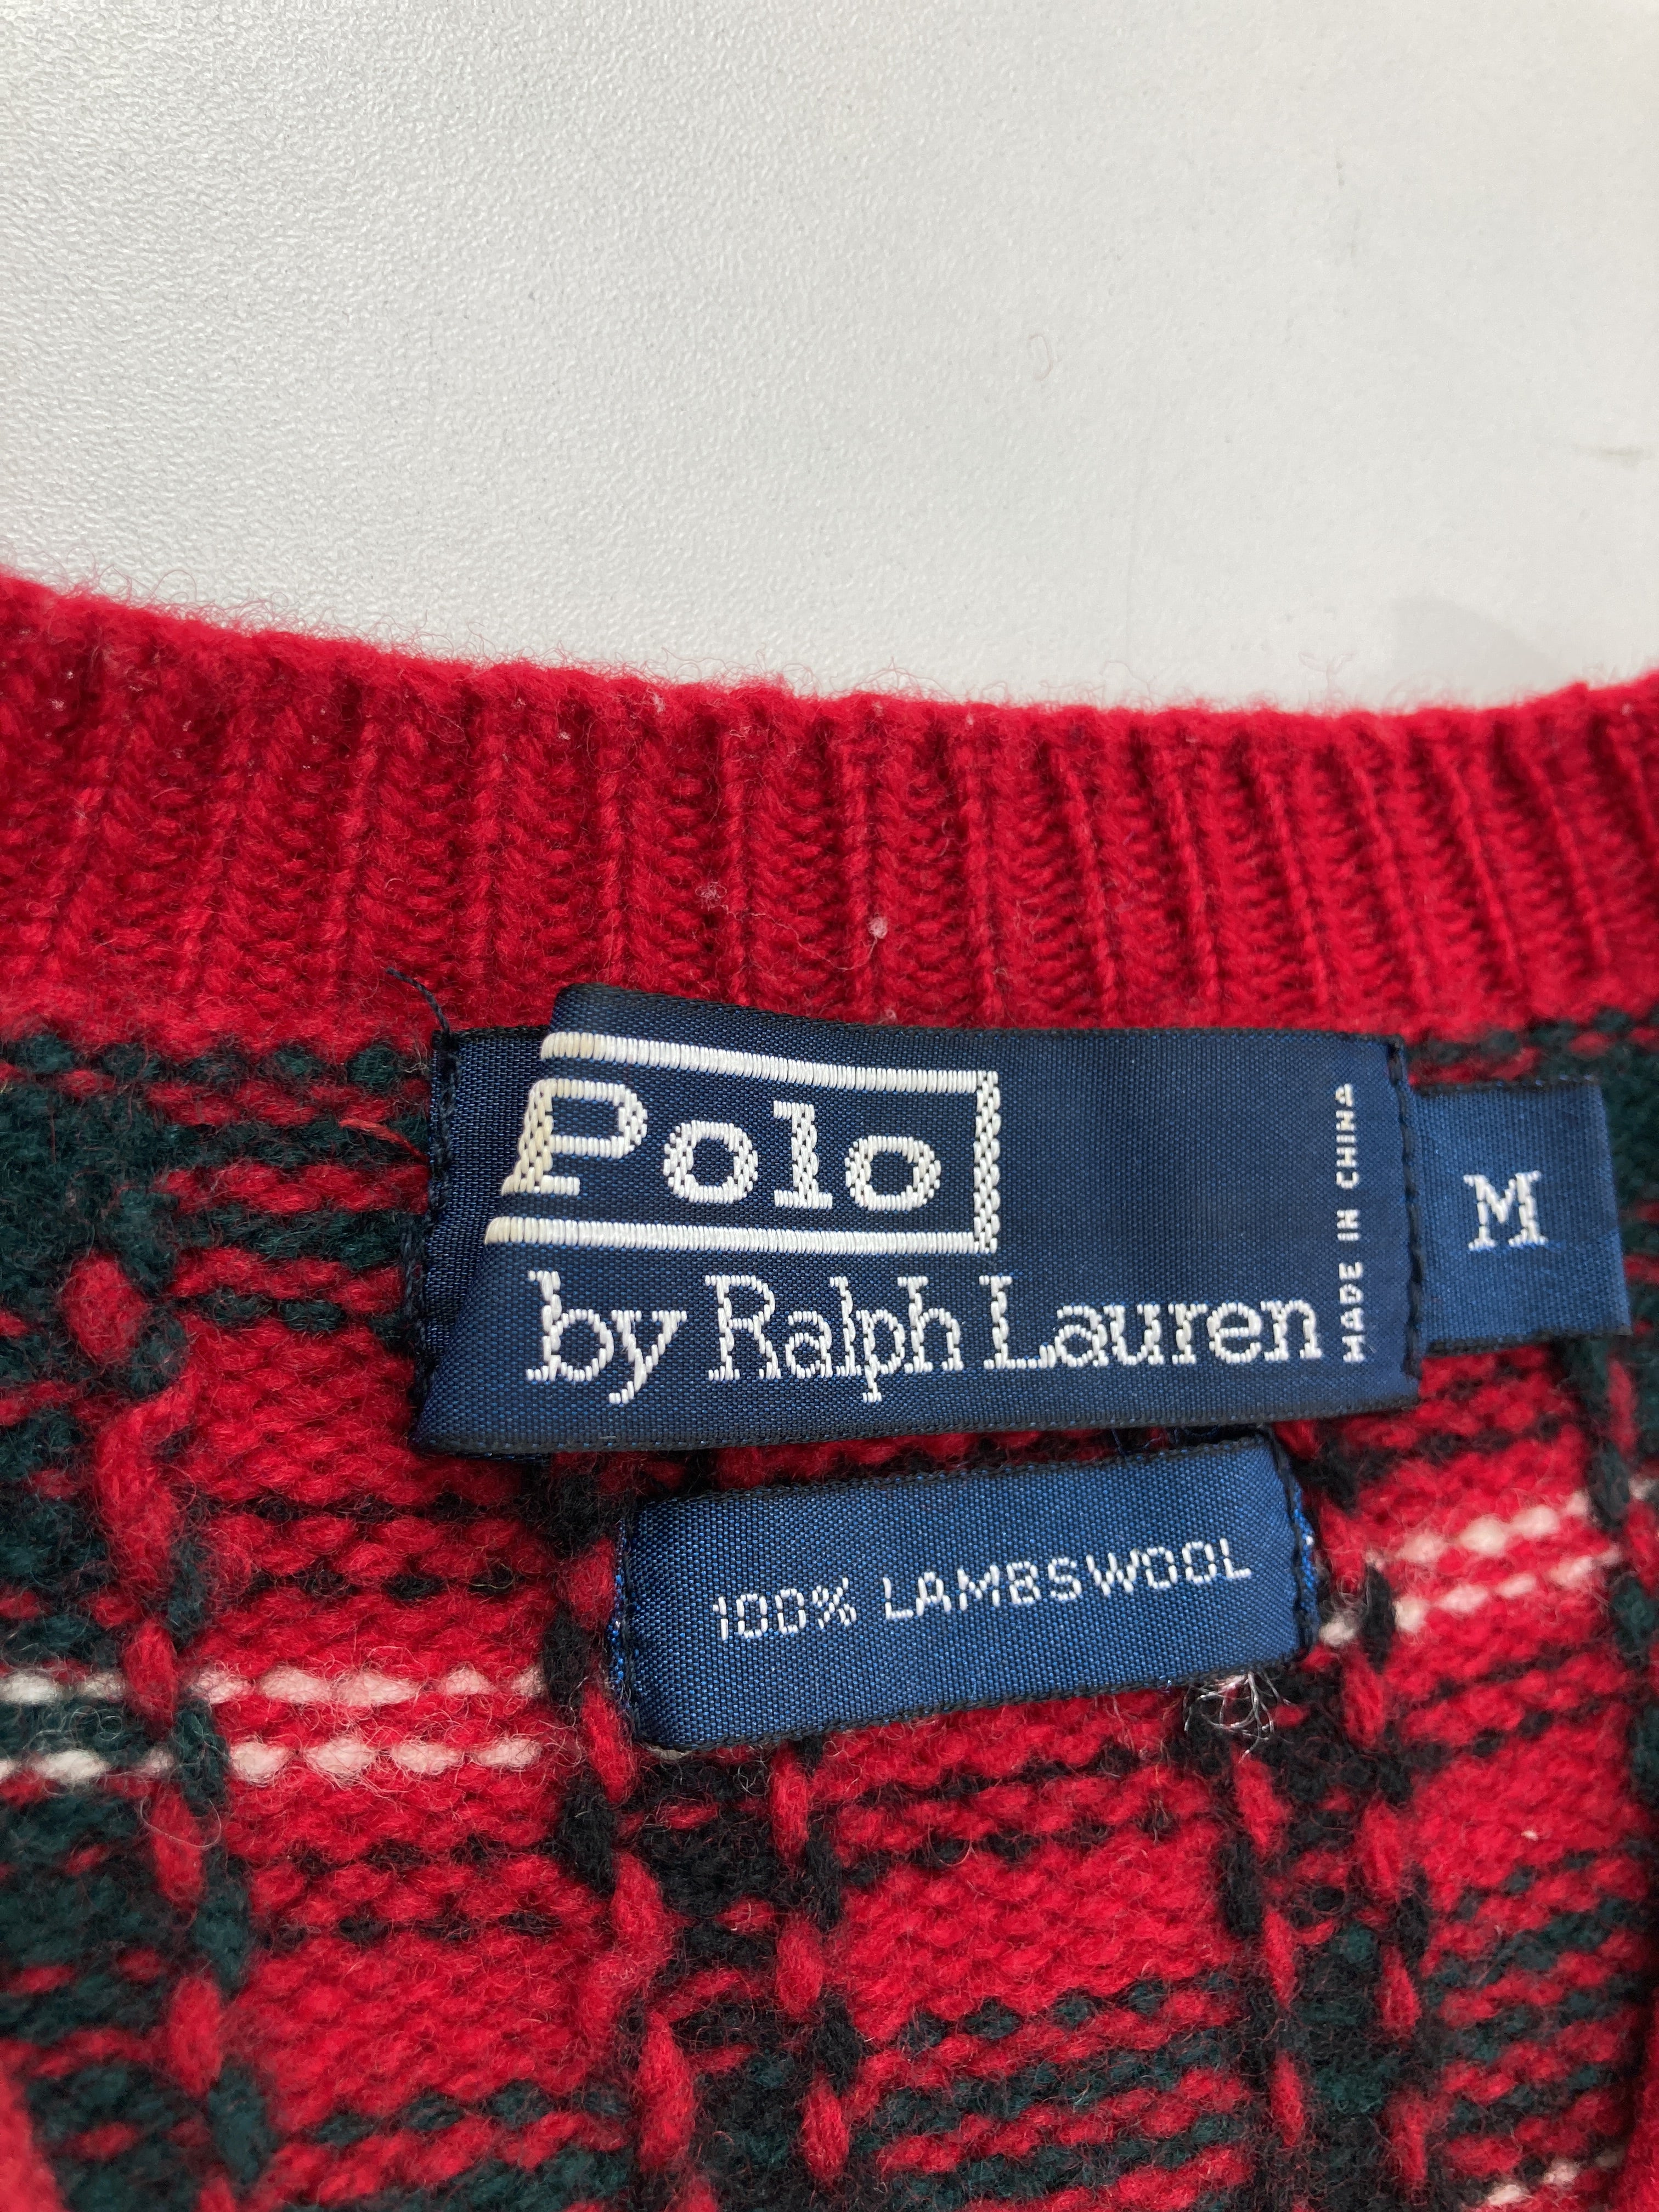 Polo
by Ralph Lauren
MADE IN CHINA
M
100% LAMBSWOOL